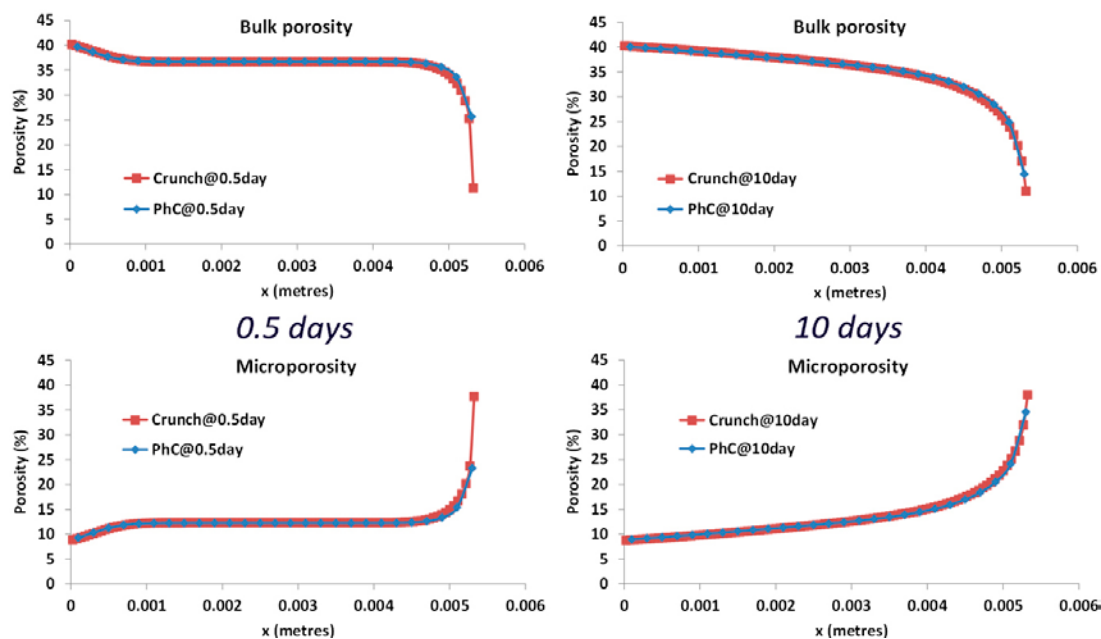 Bulk porosity
45
40
35
30
25
20
15
10
5
0
Porosity (%)
Crunch@0.5day
PhC@0.5day
0 0.001 0.002 0.003 0.004 0.005 0.006
x (metres)
Bulk porosity
45
40
35
30
25
20
15
10
5
0
Porosity (%)
Crunch@10day
PhC@10day
0 0.001 0.002 0.003 0.004 0.005 0.006
x (metres)
0.5 days
10 days
Microporosity
45
40
35
30
25
20
15
10
5
0
Porosity (%)
Crunch@0.5day
PhC@0.5day
0 0.001 0.002 0.003 0.004 0.005 0.006
x (metres)
Microporosity
45
40
35
30
25
20
15
10
5
0
Porosity (%)
Crunch@10day
PhC@10day
0 0.001 0.002 0.003 0.004 0.005 0.006
x (metres)